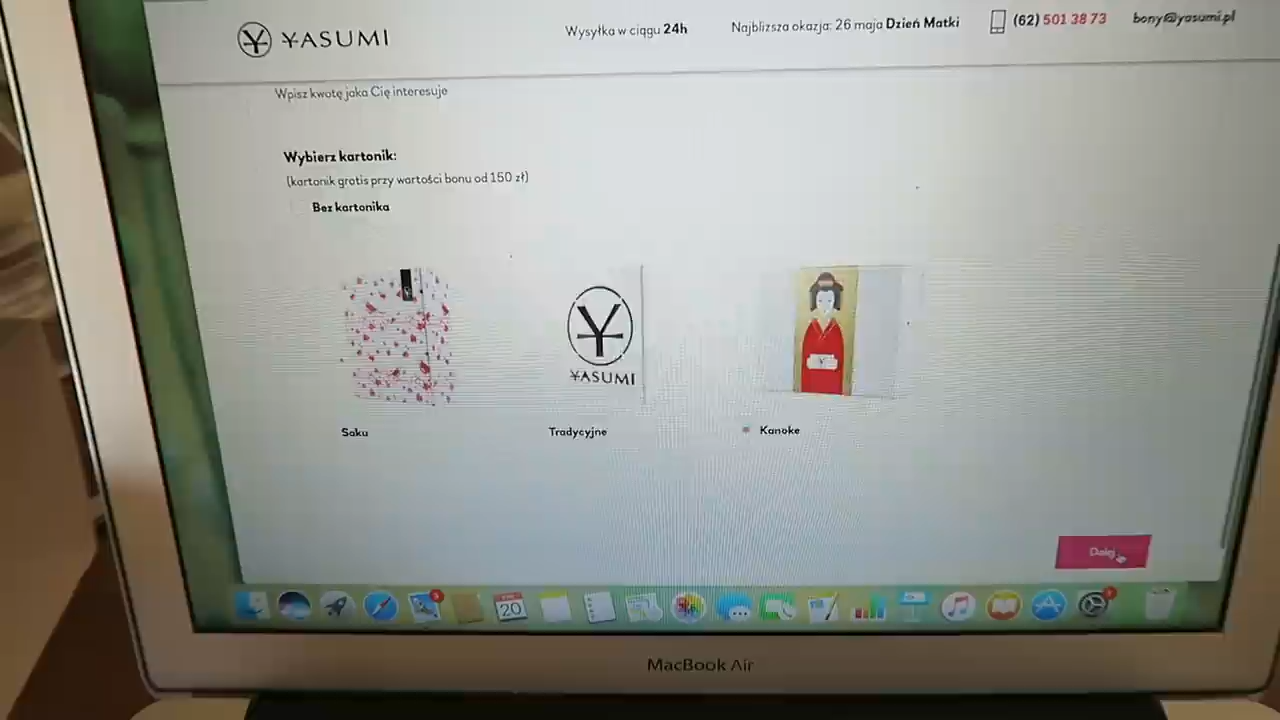 YASUMI
Wysyłka w ciągu 24h
Najbliższa okazja: 26 maja Dzień Matki
(62) 501 38 73
bony@yasumi.pl
Wpisz kwotę jaka Cię interesuje
Wybierz kartonik:
(kartonik gratis przy wartości bonu od 150 zł)
Bez kartonika
YASUMI
Saku
Tradycyjne
Kanoke
Dalej
20
MacBook Air